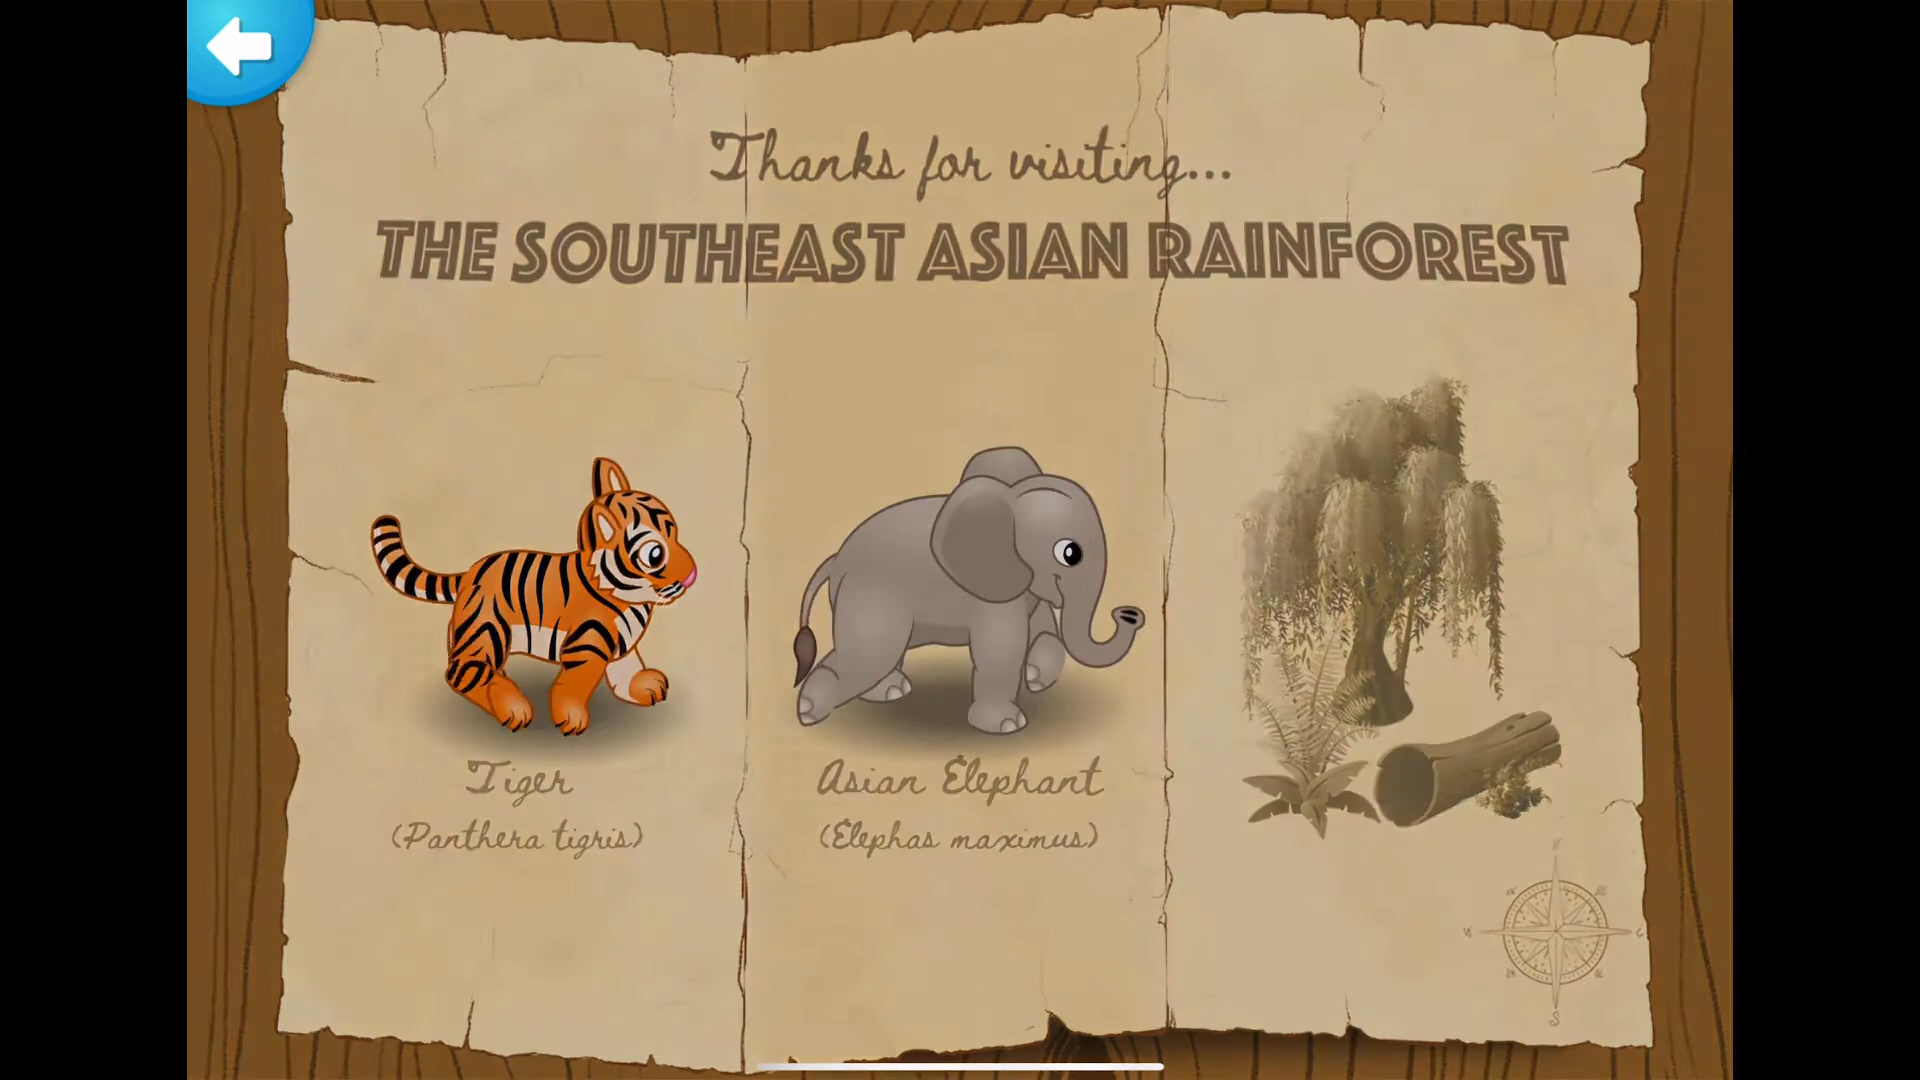 Thanks for visiting...
THE SOUTHEAST ASIAN RAINFOREST
Tiger
(Panthera tigris)
Asian Elephant
(Elephas maximus)
W
S